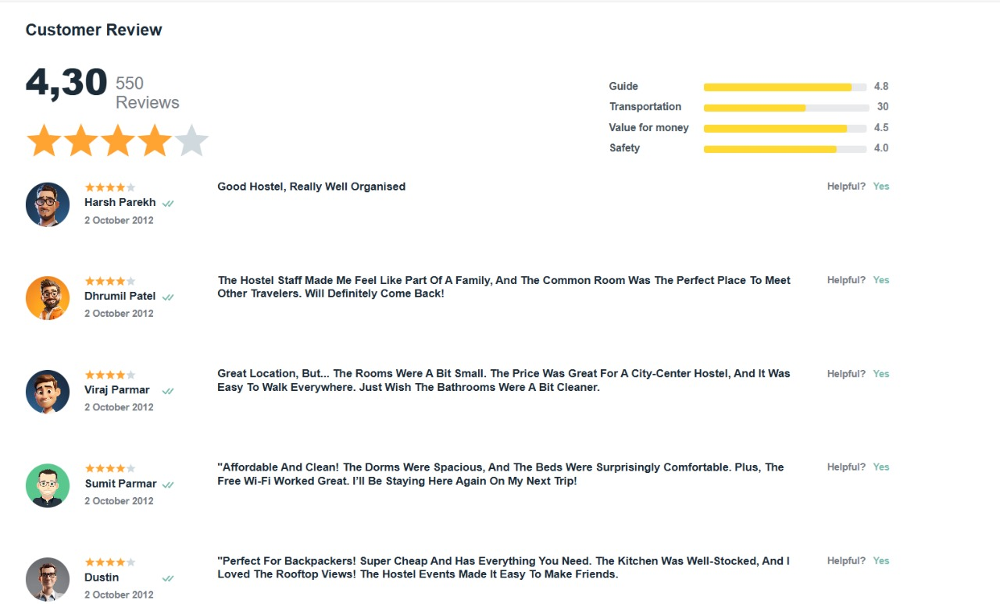 Customer Review
4,30
550
Reviews
Guide 4.8
Transportation 30
Value for money 4.5
Safety 4.0
Harsh Parekh
2 October 2012
Good Hostel, Really Well Organised
Helpful? Yes
Dhrumil Patel
2 October 2012
The Hostel Staff Made Me Feel Like Part Of A Family, And The Common Room Was The Perfect Place To Meet
Other Travelers. Will Definitely Come Back!
Helpful? Yes
Viraj Parmar
2 October 2012
Great Location, But... The Rooms Were A Bit Small. The Price Was Great For A City-Center Hostel, And It Was
Easy To Walk Everywhere. Just Wish The Bathrooms Were A Bit Cleaner.
Helpful? Yes
Sumit Parmar
2 October 2012
"Affordable And Clean! The Dorms Were Spacious, And The Beds Were Surprisingly Comfortable. Plus, The
Free Wi-Fi Worked Great. I’ll Be Staying Here Again On My Next Trip!
Helpful? Yes
Dustin
2 October 2012
"Perfect For Backpackers! Super Cheap And Has Everything You Need. The Kitchen Was Well-Stocked, And I
Loved The Rooftop Views! The Hostel Events Made It Easy To Make Friends.
Helpful? Yes